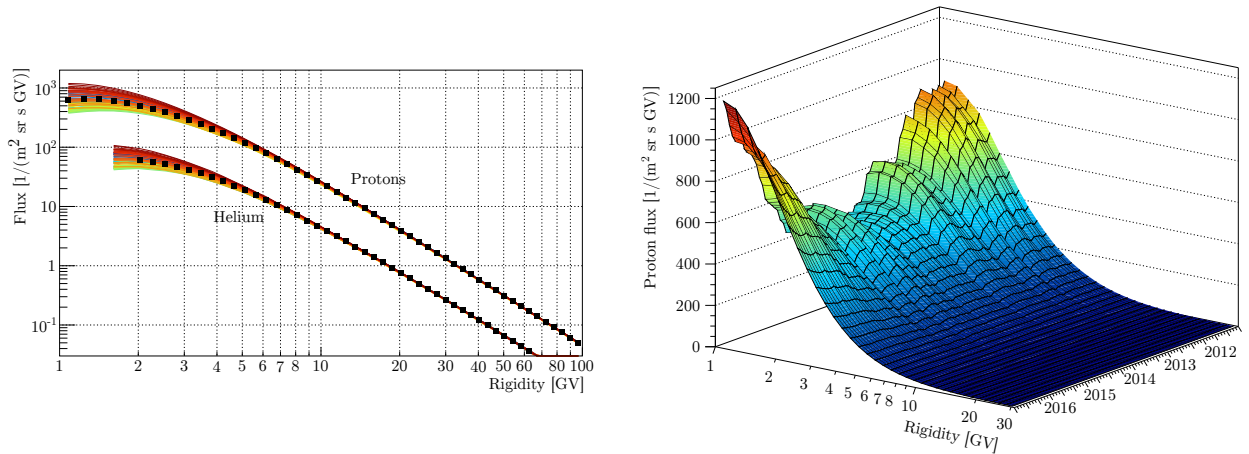 Flux [1/(m² sr s GV)]
10³
10²
10
1
10⁻¹
Protons
Helium
1 2 3 4 5 6 7 8 10 20 30 40 50 60 80 100
Rigidity [GV]
Proton flux [1/(m² sr s GV)]
1200
1000
800
600
400
200
0
1 2 3 4 5 6 7 8 10 20 30
Rigidity [GV]
2016 2015 2014 2013 2012